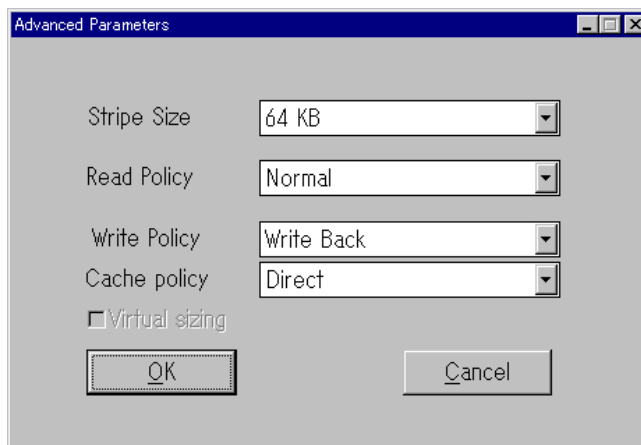 Advanced Parameters
Stripe Size 64 KB
Read Policy Normal
Write Policy Write Back
Cache policy Direct
Virtual sizing
OK Cancel